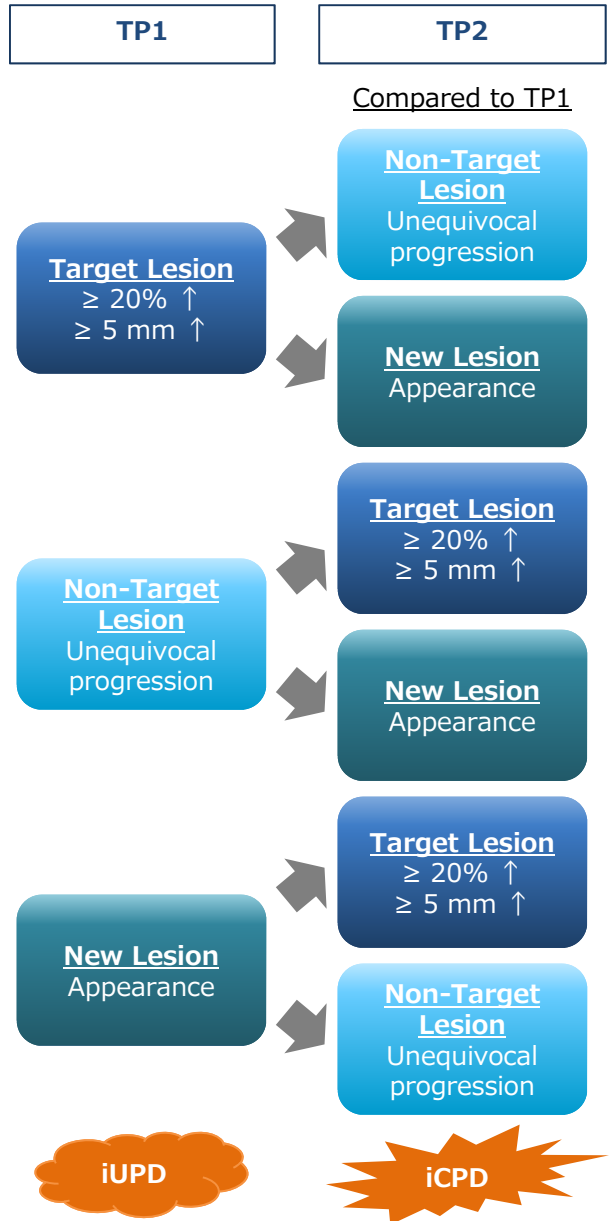 TP1
TP2
Compared to TP1
Target Lesion
≥ 20% ↑
≥ 5 mm ↑
Non-Target
Lesion
Unequivocal
progression
New Lesion
Appearance
Non-Target
Lesion
Unequivocal
progression
Target Lesion
≥ 20% ↑
≥ 5 mm ↑
New Lesion
Appearance
New Lesion
Appearance
Target Lesion
≥ 20% ↑
≥ 5 mm ↑
Non-Target
Lesion
Unequivocal
progression
iUPD
iCPD